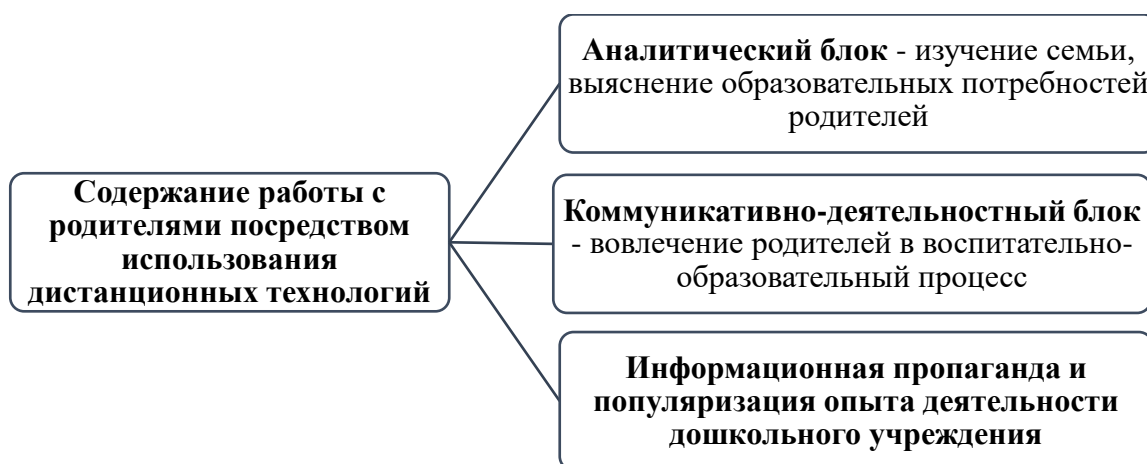 Содержание работы с
родителями посредством
использования
дистанционных технологий
Аналитический блок - изучение семьи,
выяснение образовательных потребностей
родителей
Коммуникативно-деятельностный блок
- вовлечение родителей в воспитательно-
образовательный процесс
Информационная пропаганда и
популяризация опыта деятельности
дошкольного учреждения